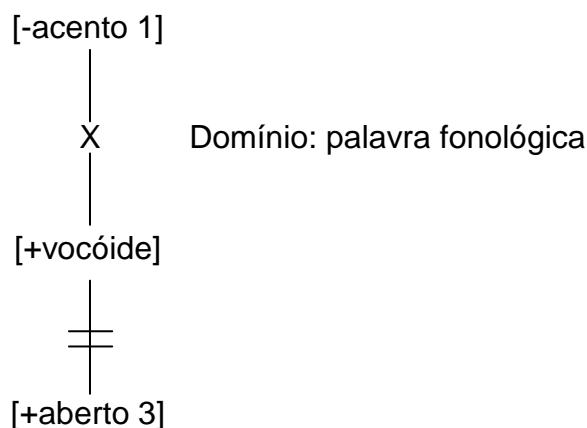 [-acento 1]
X Domínio: palavra fonológica
[+vocóide]
[+aberto 3]